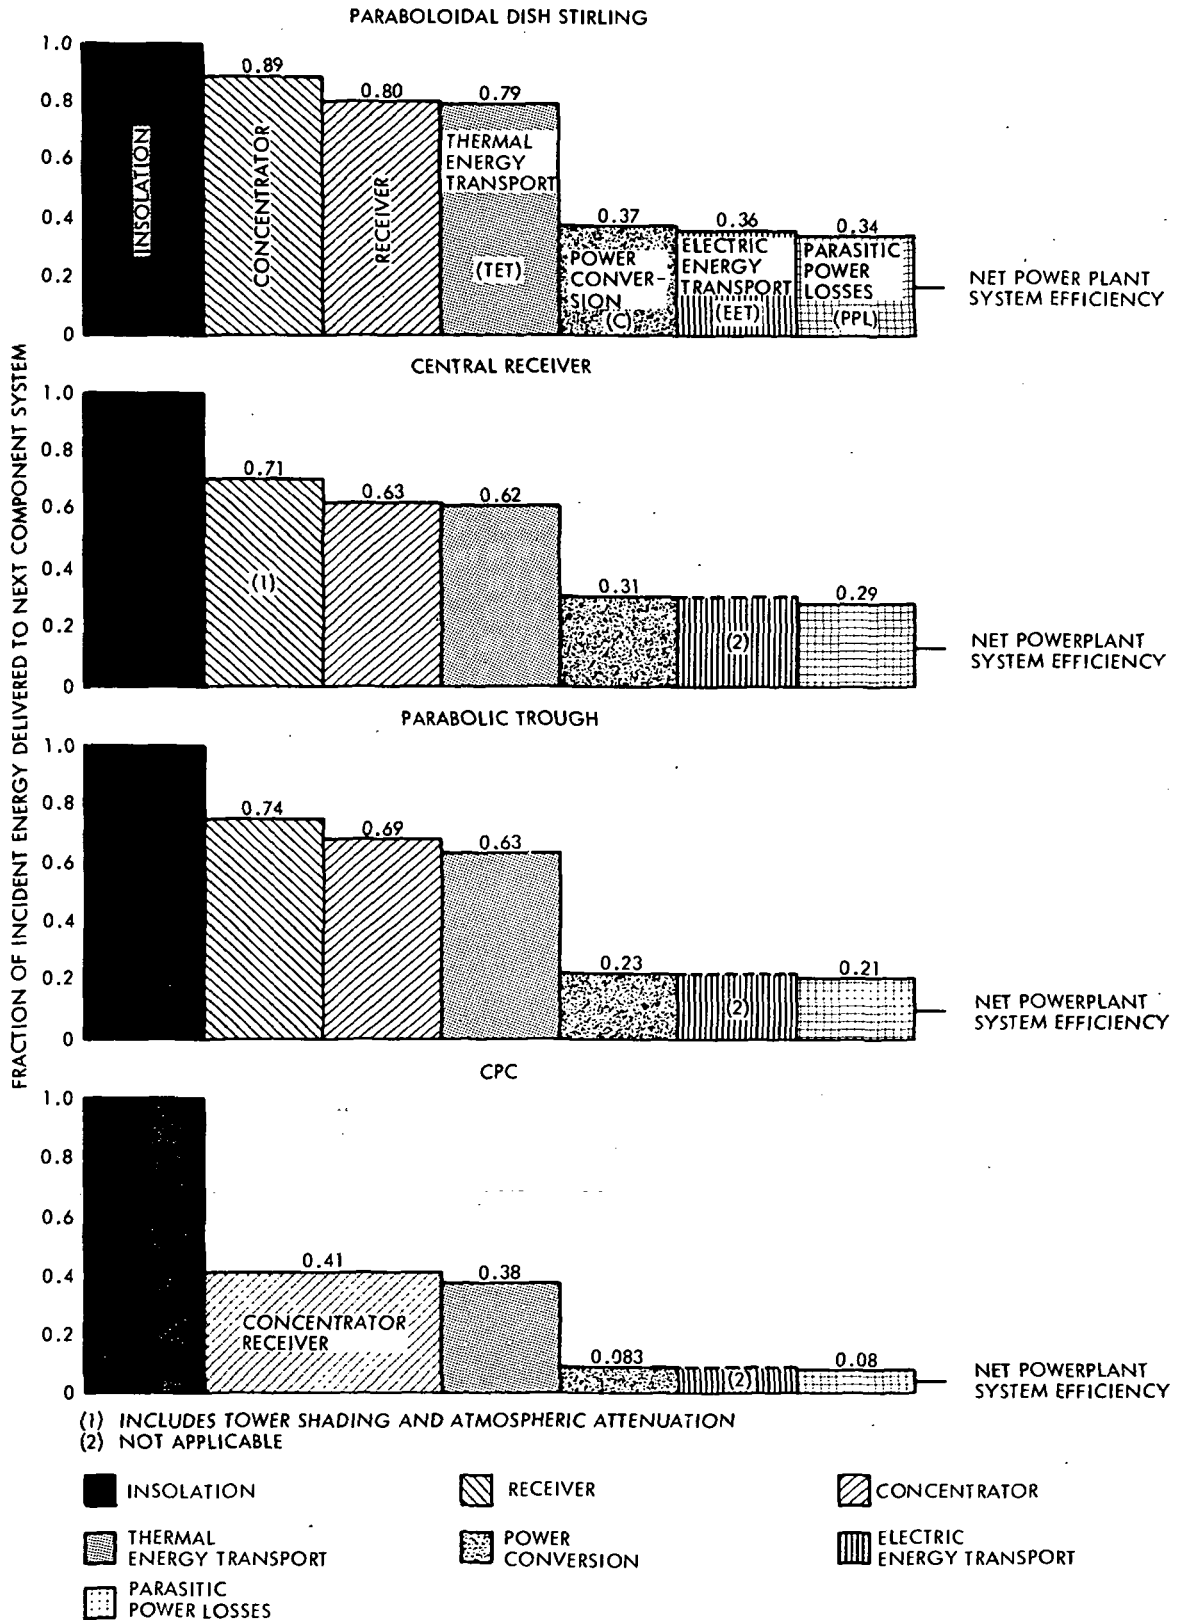 PARABOLOIDAL DISH STIRLING
FRACTION OF INCIDENT ENERGY DELIVERED TO NEXT COMPONENT SYSTEM
1.0
0.8
0.6
0.4
0.2
0
INSOLATION
0.89
CONCENTRATOR
0.80
RECEIVER
0.79
THERMAL
ENERGY
TRANSPORT
(TET)
0.37
POWER
CONVER-
SION
(C)
0.36
ELECTRIC
ENERGY
TRANSPORT
(EET)
0.34
PARASITIC
POWER
LOSSES
(PPL)
NET POWER PLANT
SYSTEM EFFICIENCY
CENTRAL RECEIVER
1.0
0.8
0.6
0.4
0.2
0
0.71
(1)
0.63
0.62
0.31
(2)
0.29
NET POWERPLANT
SYSTEM EFFICIENCY
PARABOLIC TROUGH
1.0
0.8
0.6
0.4
0.2
0
0.74
0.69
0.63
0.23
(2)
0.21
NET POWERPLANT
SYSTEM EFFICIENCY
CPC
1.0
0.8
0.6
0.4
0.2
0
0.41
CONCENTRATOR
RECEIVER
0.38
0.083
(2)
0.08
NET POWERPLANT
SYSTEM EFFICIENCY
(1) INCLUDES TOWER SHADING AND ATMOSPHERIC ATTENUATION
(2) NOT APPLICABLE
INSOLATION
RECEIVER
CONCENTRATOR
THERMAL
ENERGY TRANSPORT
POWER
CONVERSION
ELECTRIC
ENERGY TRANSPORT
PARASITIC
POWER LOSSES